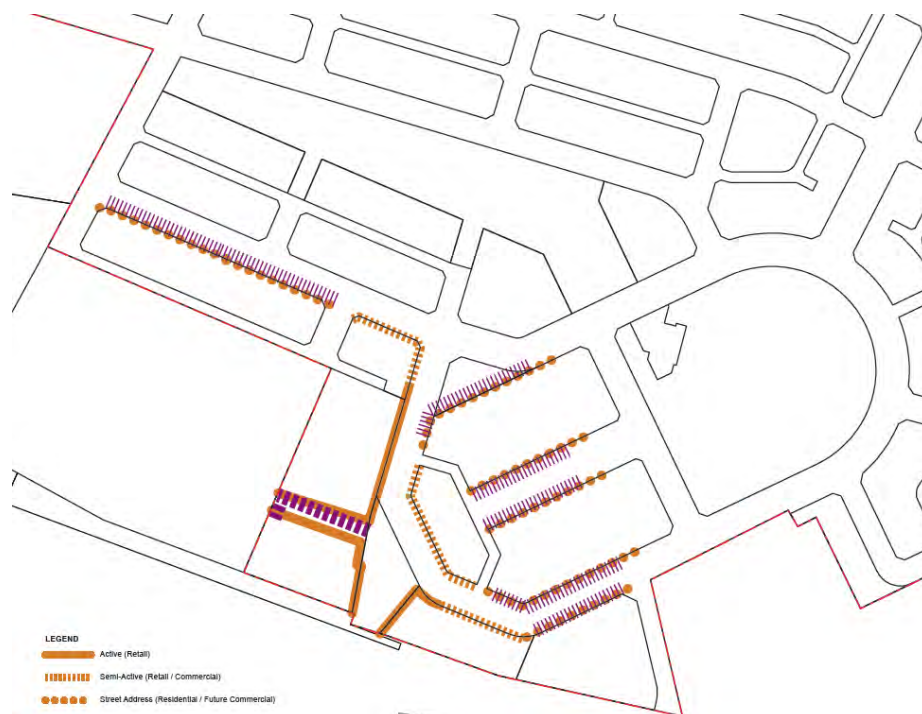 LEGEND
Active (Retail)
Semi-Active (Retail / Commercial)
Street Address (Residential / Future Commercial)